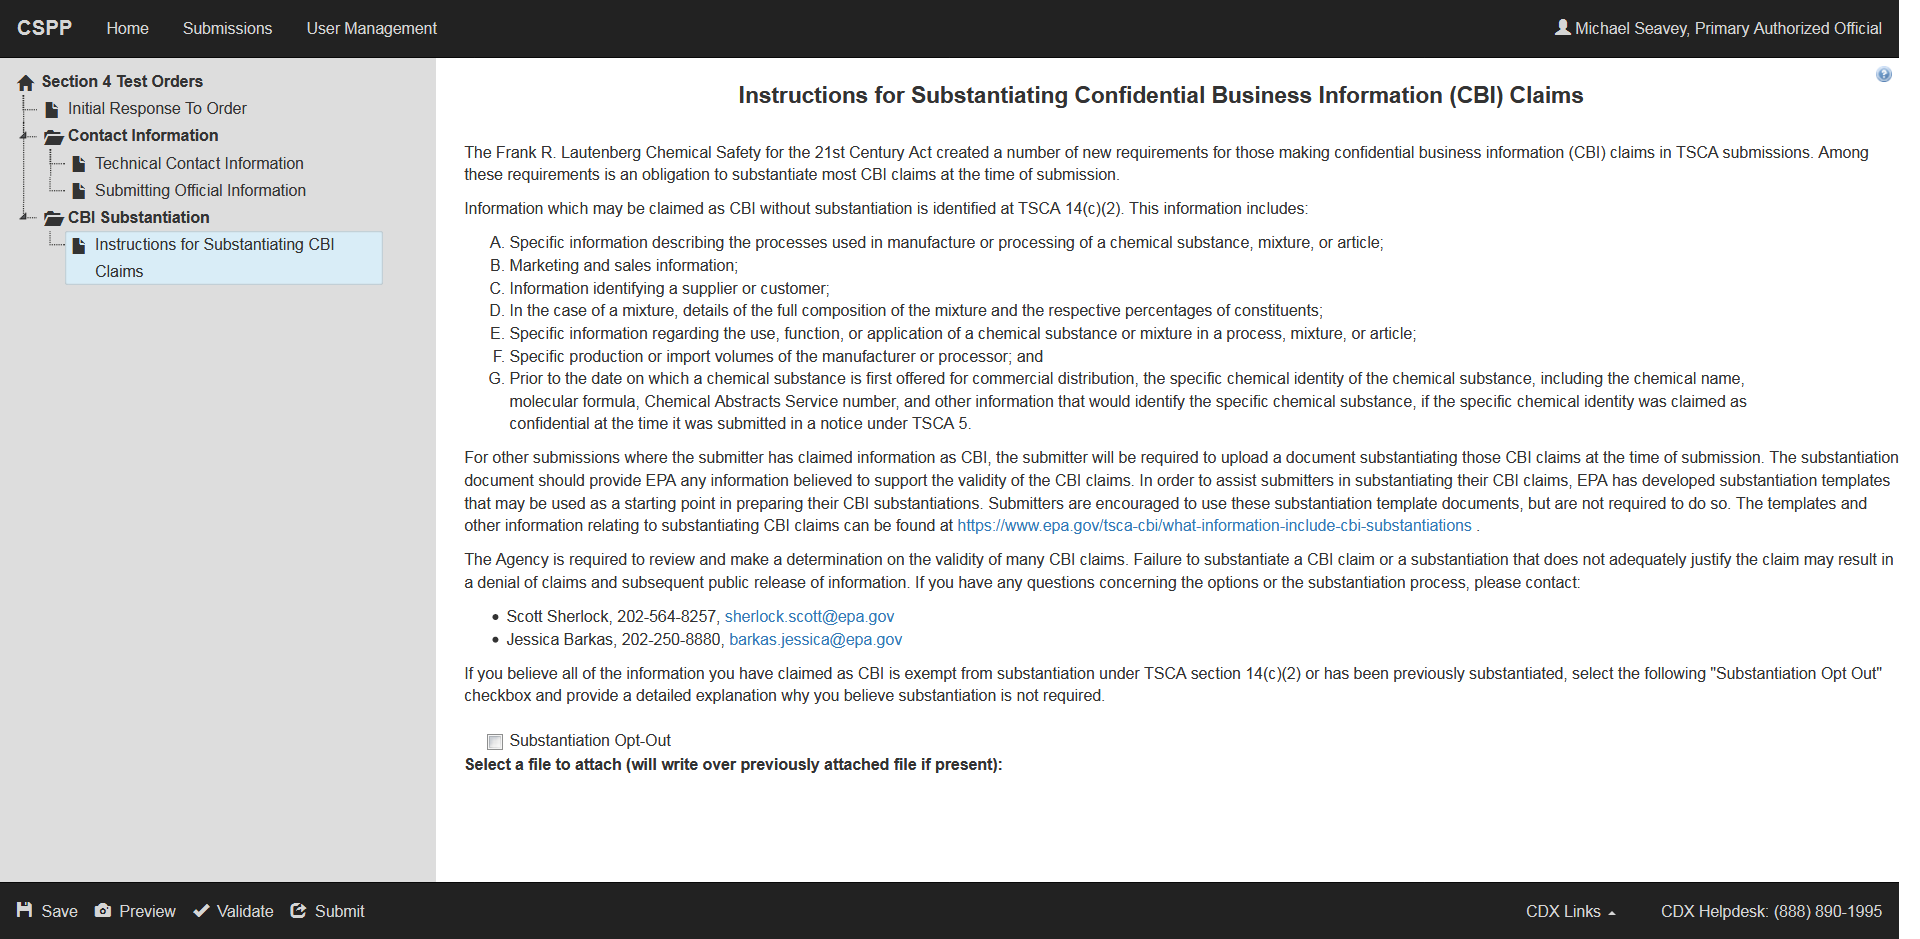 CSPP Home Submissions User Management Michael Seavey, Primary Authorized Official
Section 4 Test Orders
Initial Response To Order
Contact Information
Technical Contact Information
Submitting Official Information
CBI Substantiation
Instructions for Substantiating CBI
Claims
Instructions for Substantiating Confidential Business Information (CBI) Claims
The Frank R. Lautenberg Chemical Safety for the 21st Century Act created a number of new requirements for those making confidential business information (CBI) claims in TSCA submissions. Among
these requirements is an obligation to substantiate most CBI claims at the time of submission.
Information which may be claimed as CBI without substantiation is identified at TSCA 14(c)(2). This information includes:
A. Specific information describing the processes used in manufacture or processing of a chemical substance, mixture, or article;
B. Marketing and sales information;
C. Information identifying a supplier or customer;
D. In the case of a mixture, details of the full composition of the mixture and the respective percentages of constituents;
E. Specific information regarding the use, function, or application of a chemical substance or mixture in a process, mixture, or article;
F. Specific production or import volumes of the manufacturer or processor; and
G. Prior to the date on which a chemical substance is first offered for commercial distribution, the specific chemical identity of the chemical substance, including the chemical name,
molecular formula, Chemical Abstracts Service number, and other information that would identify the specific chemical substance, if the specific chemical identity was claimed as
confidential at the time it was submitted in a notice under TSCA 5.
For other submissions where the submitter has claimed information as CBI, the submitter will be required to upload a document substantiating those CBI claims at the time of submission. The substantiation
document should provide EPA any information believed to support the validity of the CBI claims. In order to assist submitters in substantiating their CBI claims, EPA has developed substantiation templates
that may be used as a starting point in preparing their CBI substantiations. Submitters are encouraged to use these substantiation template documents, but are not required to do so. The templates and
other information relating to substantiating CBI claims can be found at https://www.epa.gov/tsca-cbi/what-information-include-cbi-substantiations .
The Agency is required to review and make a determination on the validity of many CBI claims. Failure to substantiate a CBI claim or a substantiation that does not adequately justify the claim may result in
a denial of claims and subsequent public release of information. If you have any questions concerning the options or the substantiation process, please contact:
• Scott Sherlock, 202-564-8257, sherlock.scott@epa.gov
• Jessica Barkas, 202-250-8880, barkas.jessica@epa.gov
If you believe all of the information you have claimed as CBI is exempt from substantiation under TSCA section 14(c)(2) or has been previously substantiated, select the following "Substantiation Opt Out"
checkbox and provide a detailed explanation why you believe substantiation is not required.
Substantiation Opt-Out
Select a file to attach (will write over previously attached file if present):
Save Preview Validate Submit CDX Links CDX Helpdesk: (888) 890-1995